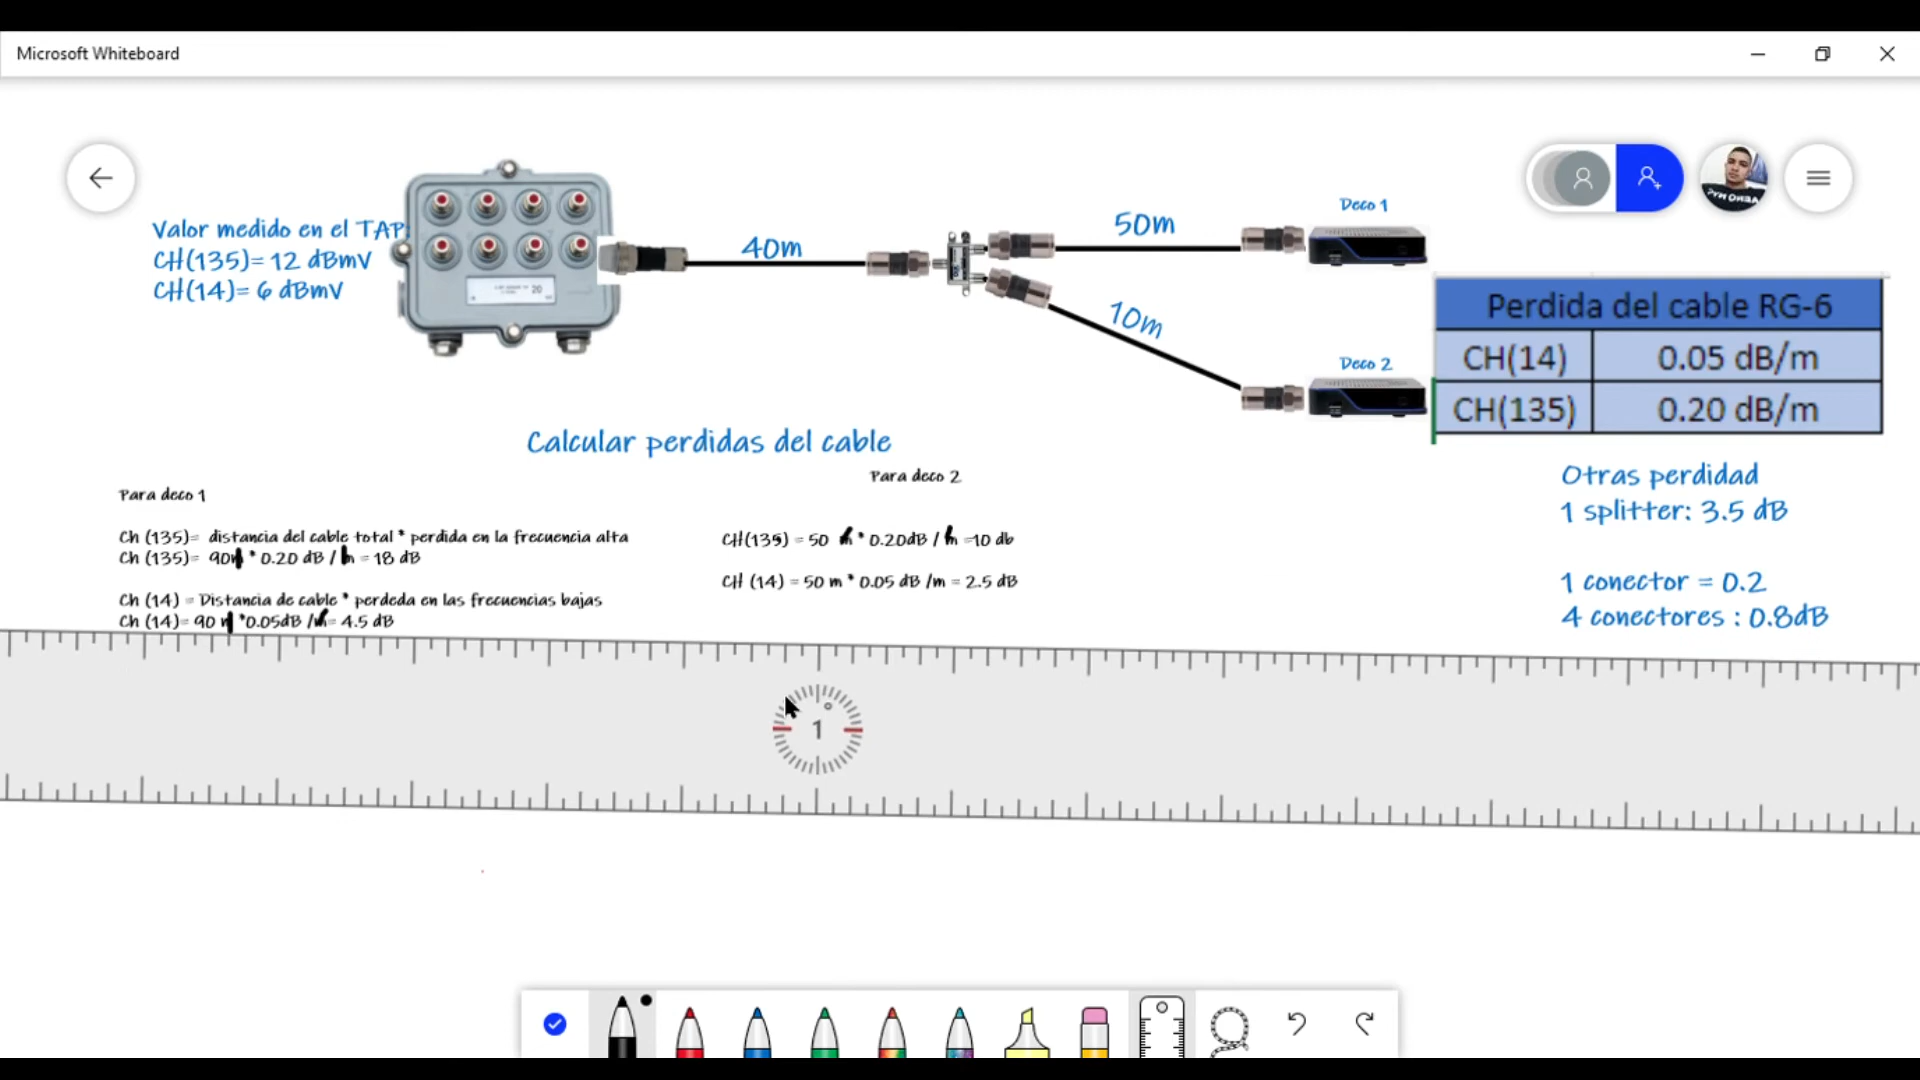 Microsoft Whiteboard
Valor medido en el TAP:
CH(135)= 12 dBmV
CH(14)= 6 dBmV
20
40m
50m
10m
Deco 1
Deco 2
Perdida del cable RG-6
CH(14) 0.05 dB/m
CH(135) 0.20 dB/m
Otras perdidad
1 splitter: 3.5 dB
1 conector = 0.2
4 conectores : 0.8dB
Calcular perdidas del cable
Para deco 1
Ch (135)= distancia del cable total * perdida en la frecuencia alta
Ch (135)= 90m * 0.20 dB / m = 18 dB
Ch (14) = Distancia de cable * perdeda en las frecuencias bajas
Ch (14)= 90 m *0.05dB /m= 4.5 dB
Para deco 2
CH(135) = 50 m * 0.20dB / m =10 db
CH (14) = 50 m * 0.05 dB /m = 2.5 dB
1°